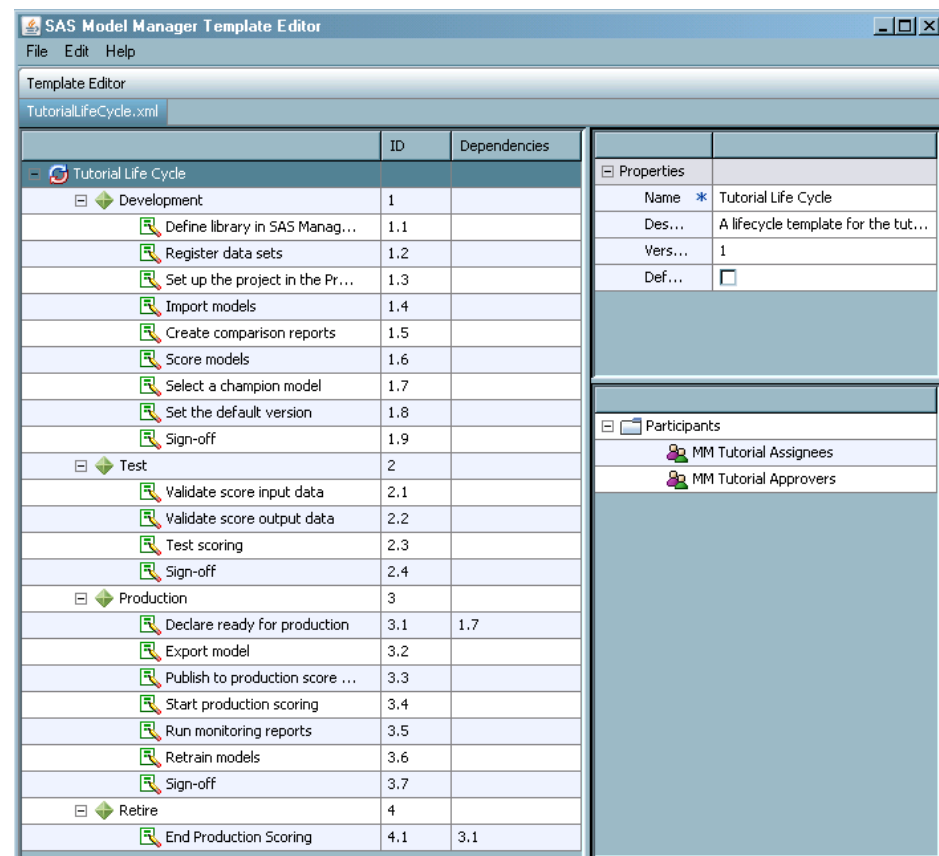 SAS Model Manager Template Editor
File Edit Help
Template Editor
TutorialLifeCycle.xml
ID Dependencies
Tutorial Life Cycle
Development 1
Define library in SAS Manag... 1.1
Register data sets 1.2
Set up the project in the Pr... 1.3
Import models 1.4
Create comparison reports 1.5
Score models 1.6
Select a champion model 1.7
Set the default version 1.8
Sign-off 1.9
Test 2
Validate score input data 2.1
Validate score output data 2.2
Test scoring 2.3
Sign-off 2.4
Production 3
Declare ready for production 3.1 1.7
Export model 3.2
Publish to production score ... 3.3
Start production scoring 3.4
Run monitoring reports 3.5
Retrain models 3.6
Sign-off 3.7
Retire 4
End Production Scoring 4.1 3.1
Properties
Name * Tutorial Life Cycle
Des... A lifecycle template for the tut...
Vers... 1
Def...
Participants
MM Tutorial Assignees
MM Tutorial Approvers